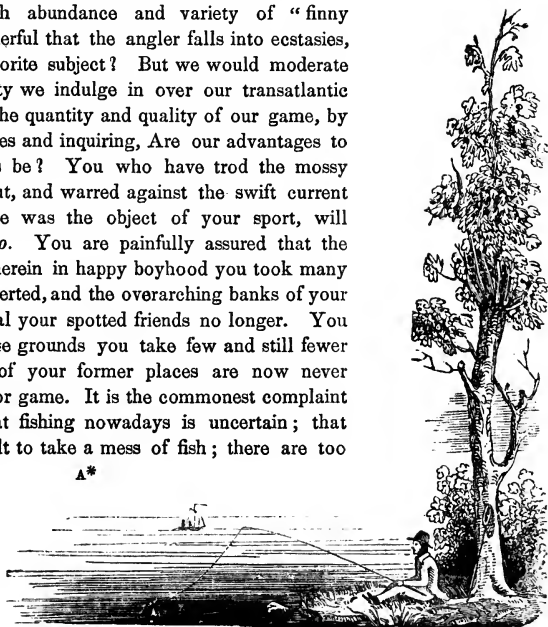 h abundance and variety of “ finny
erful that the angler falls into ecstasies,
orite subject? But we would moderate
ty we indulge in over our transatlantic
he quantity and quality of our game, by
es and inquiring, Are our advantages to
be? You who have trod the mossy
ut, and warred against the swift current
e was the object of your sport, will
o. You are painfully assured that the
erein in happy boyhood you took many
erted, and the overarching banks of your
al your spotted friends no longer. You
e grounds you take few and still fewer
of your former places are now never
or game. It is the commonest complaint
at fishing nowadays is uncertain; that
lt to take a mess of fish; there are too
A*